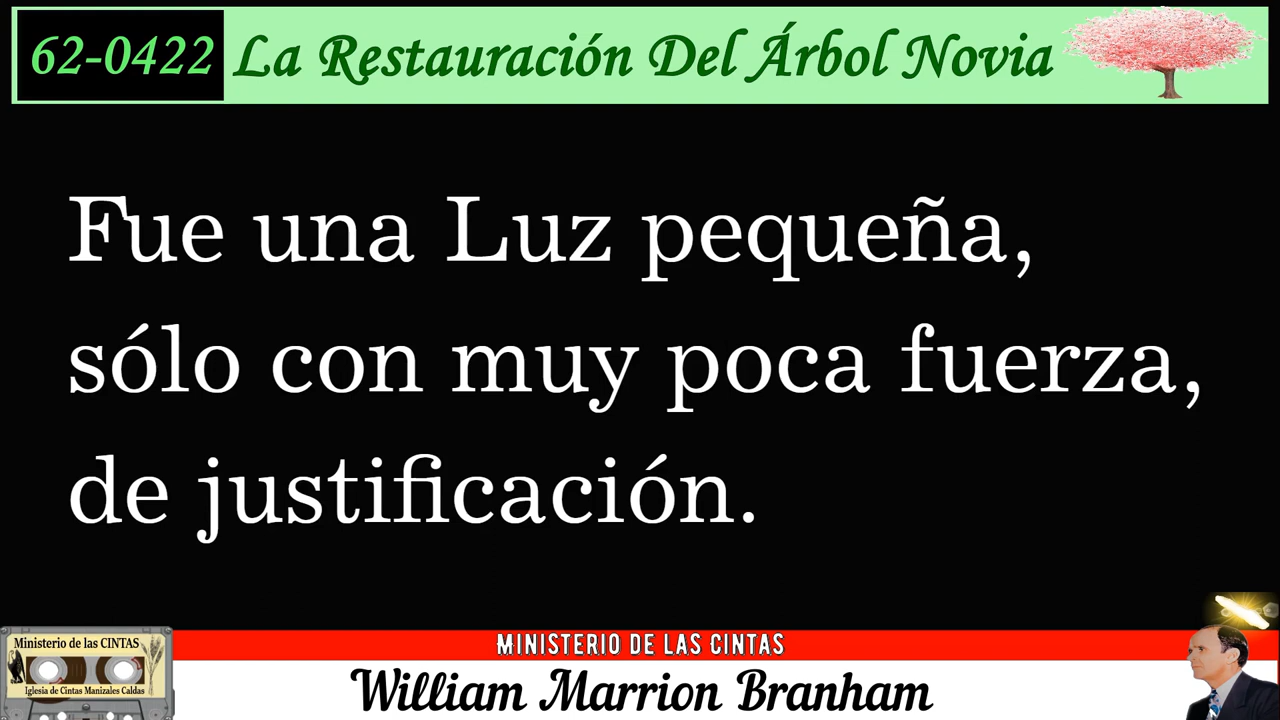 62-0422 La Restauración Del Árbol Novia
Fue una Luz pequeña,
sólo con muy poca fuerza,
de justificación.
Ministerio de las CINTAS
Iglesia de Cintas Manizales Caldas
MINISTERIO DE LAS CINTAS
William Marrion Branham